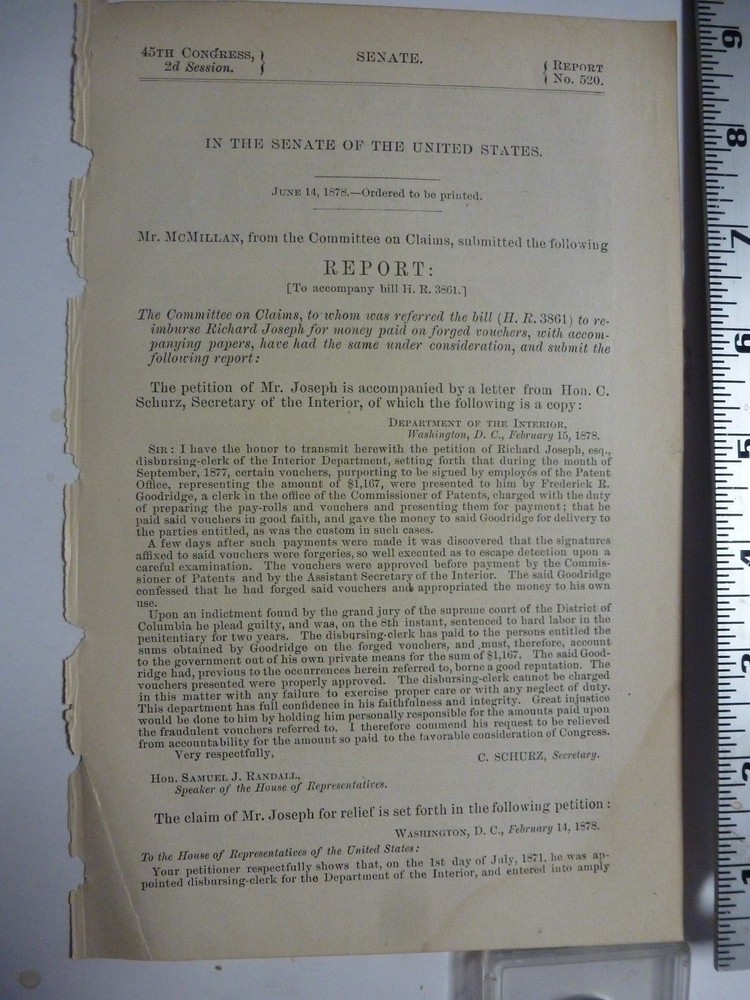 45TH CONGRESS, }
2d Session. }
SENATE.
{ REPORT
{ No. 520.
IN THE SENATE OF THE UNITED STATES.
JUNE 14, 1878.—Ordered to be printed.
Mr. MCMILLAN, from the Committee on Claims, submitted the following
REPORT:
[To accompany bill H. R. 3861.]
The Committee on Claims, to whom was referred the bill (H. R. 3861) to re-
imburse Richard Joseph for money paid on forged vouchers, with accom-
panying papers, have had the same under consideration, and submit the
following report:
The petition of Mr. Joseph is accompanied by a letter from Hon. C.
Schurz, Secretary of the Interior, of which the following is a copy:
DEPARTMENT OF THE INTERIOR,
Washington, D. C., February 15, 1878.
SIR: I have the honor to transmit herewith the petition of Richard Joseph, esq.,
disbursing-clerk of the Interior Department, setting forth that during the month of
September, 1877, certain vouchers, purporting to be signed by employés of the Patent
Office, representing the amount of $1,167, were presented to him by Frederick R.
Goodridge, a clerk in the office of the Commissioner of Patents, charged with the duty
of preparing the pay-rolls and vouchers and presenting them for payment; that he
paid said vouchers in good faith, and gave the money to said Goodridge for delivery to
the parties entitled, as was the custom in such cases.
A few days after such payments were made it was discovered that the signatures
affixed to said vouchers were forgeries, so well executed as to escape detection upon a
careful examination. The vouchers were approved before payment by the Commis-
sioner of Patents and by the Assistant Secretary of the Interior. The said Goodridge
confessed that he had forged said vouchers and appropriated the money to his own
use.
Upon an indictment found by the grand jury of the supreme court of the District of
Columbia he plead guilty, and was, on the 8th instant, sentenced to hard labor in the
penitentiary for two years. The disbursing-clerk has paid to the persons entitled the
sums obtained by Goodridge on the forged vouchers, and must, therefore, account
to the government out of his own private means for the sum of $1,167. The said Good-
ridge had, previous to the occurrences herein referred to, borne a good reputation. The
vouchers presented were properly approved. The disbursing-clerk cannot be charged
in this matter with any failure to exercise proper care or with any neglect of duty.
This department has full confidence in his faithfulness and integrity. Great injustice
would be done to him by holding him personally responsible for the amounts paid upon
the fraudulent vouchers referred to. I therefore commend his request to be relieved
from accountability for the amount so paid to the favorable consideration of Congress.
Very respectfully,
C. SCHURZ, Secretary.
Hon. SAMUEL J. RANDALL,
Speaker of the House of Representatives.
The claim of Mr. Joseph for relief is set forth in the following petition:
WASHINGTON, D. C., February 14, 1878.
To the House of Representatives of the United States:
Your petitioner respectfully shows that, on the 1st day of July, 1871, he was ap-
pointed disbursing-clerk for the Department of the Interior, and entered into amply
9
8
7
6
5
4
3
2
1